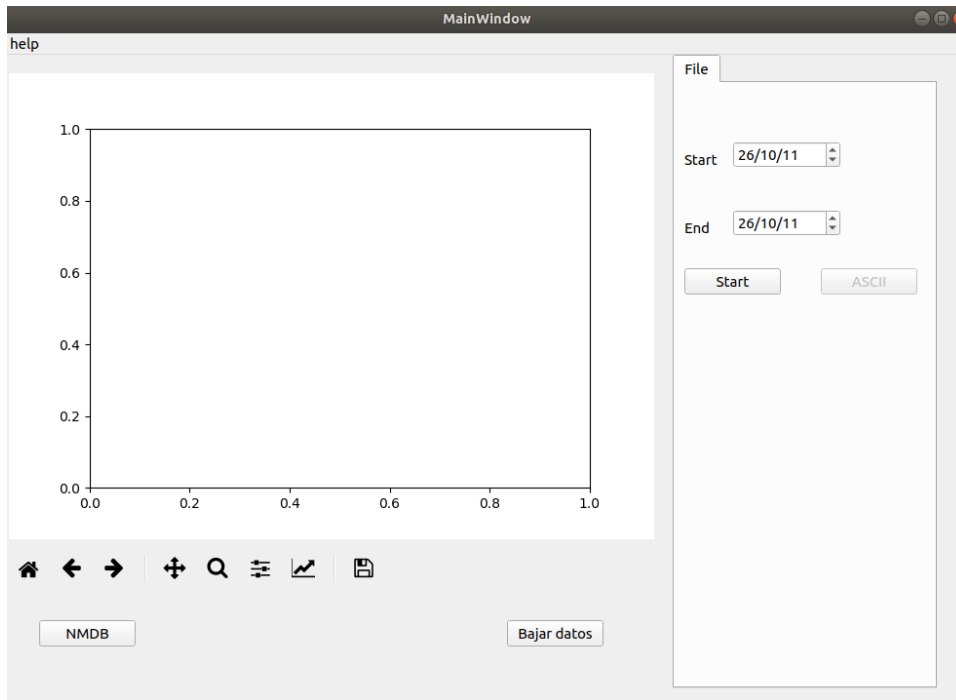 MainWindow
help
File
1.0
0.8
0.6
0.4
0.2
0.0
0.0 0.2 0.4 0.6 0.8 1.0
Start 26/10/11
End 26/10/11
Start ASCII
NMDB Bajar datos